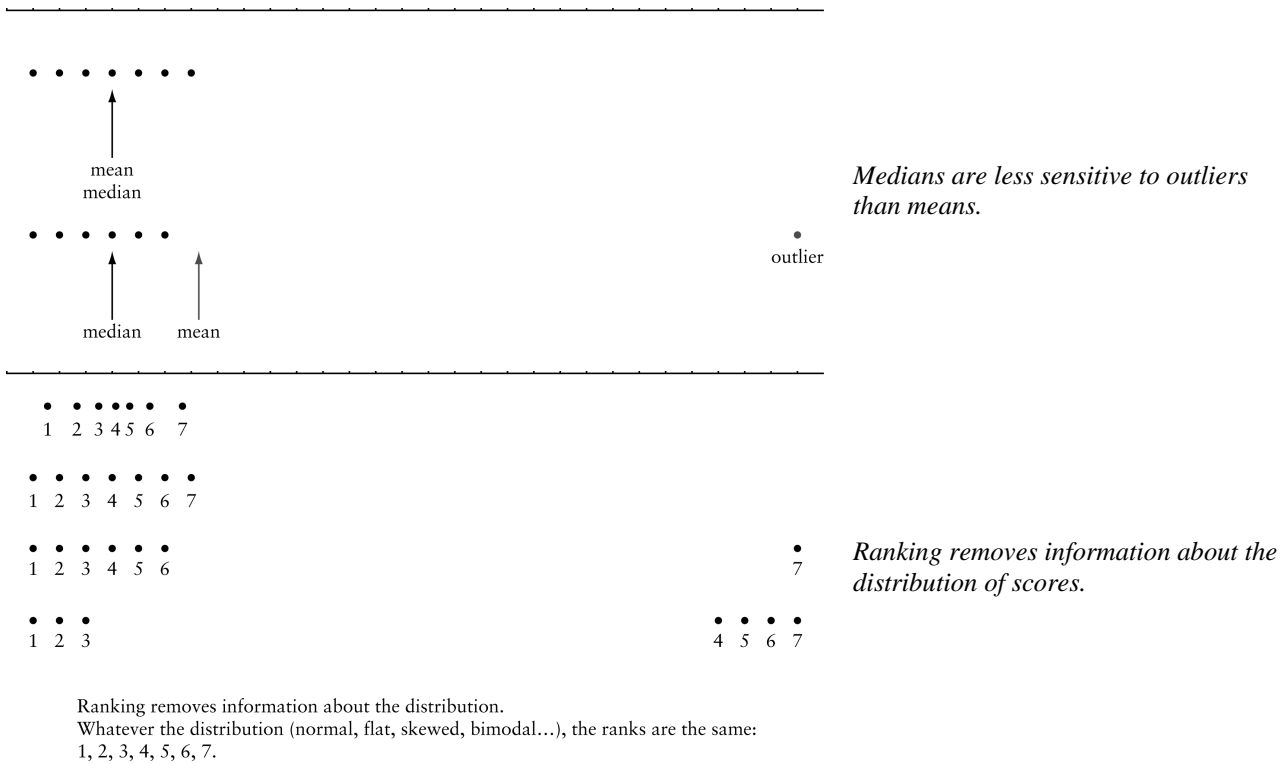 mean
median
Medians are less sensitive to outliers
than means.
outlier
median mean
1 2 3 4 5 6 7
1 2 3 4 5 6 7
1 2 3 4 5 6 7
Ranking removes information about the
distribution of scores.
1 2 3 4 5 6 7
Ranking removes information about the distribution.
Whatever the distribution (normal, flat, skewed, bimodal…), the ranks are the same:
1, 2, 3, 4, 5, 6, 7.